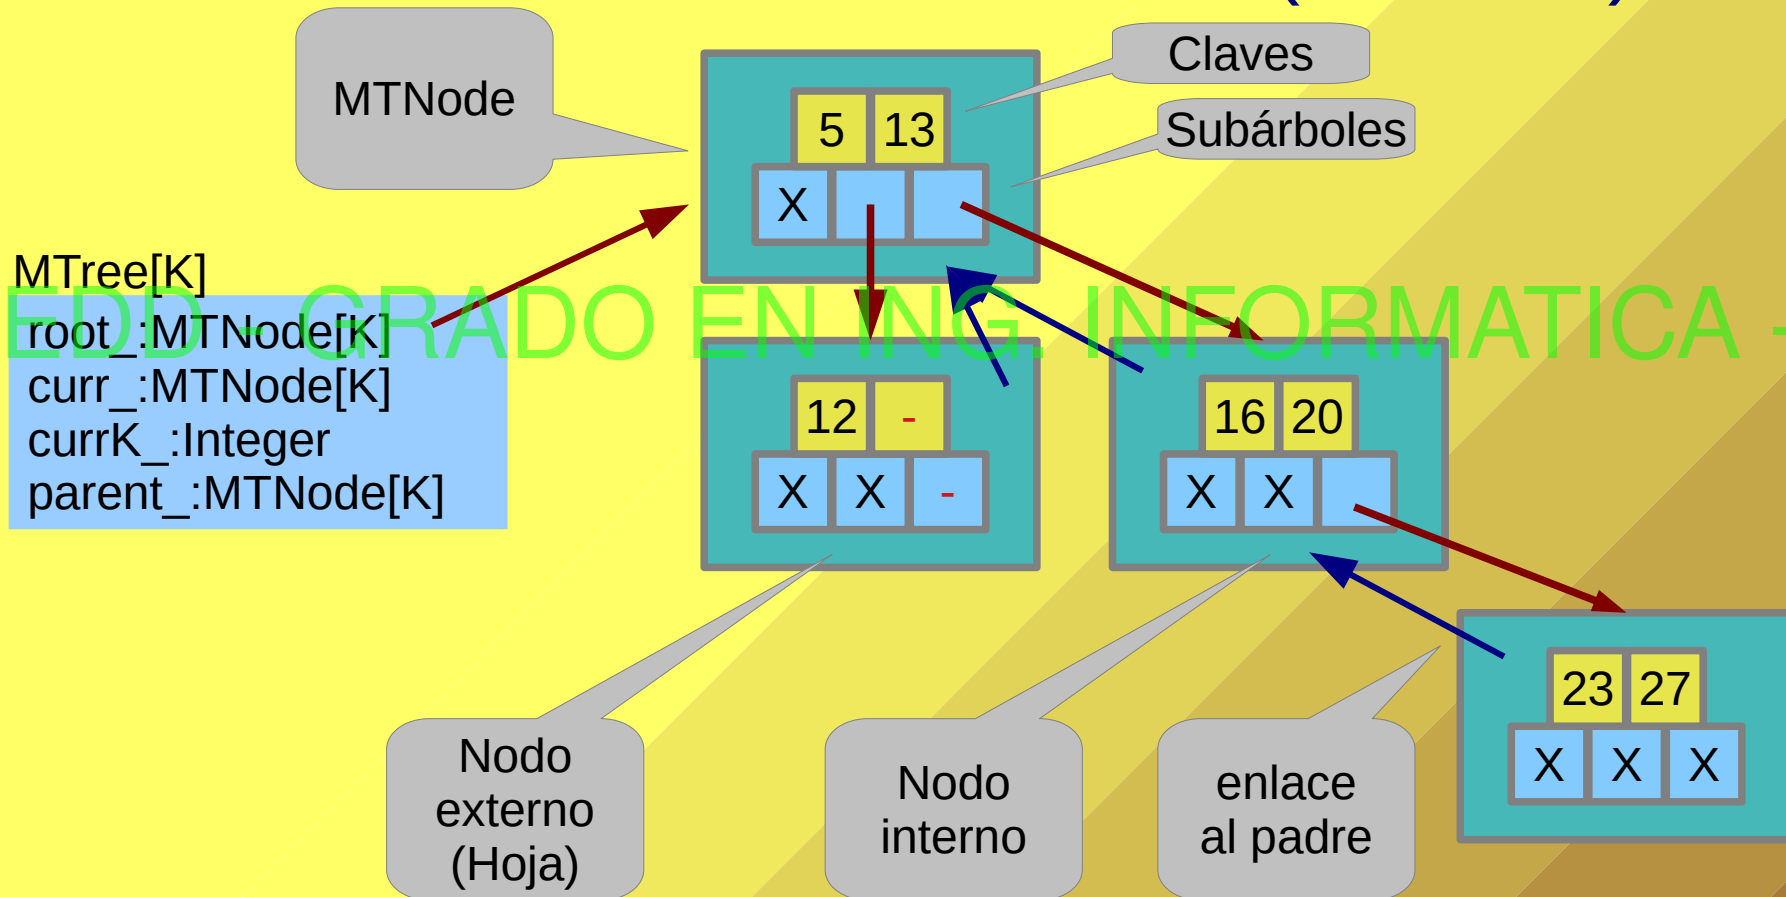 MTNode
Claves
Subárboles
5 13
X
MTree[K]
root_:MTNode[K]
curr_:MTNode[K]
currK_:Integer
parent_:MTNode[K]
EDD - GRADO EN ING. INFORMATICA -
12 -
X X -
16 20
X X
23 27
X X X
Nodo
externo
(Hoja)
Nodo
interno
enlace
al padre